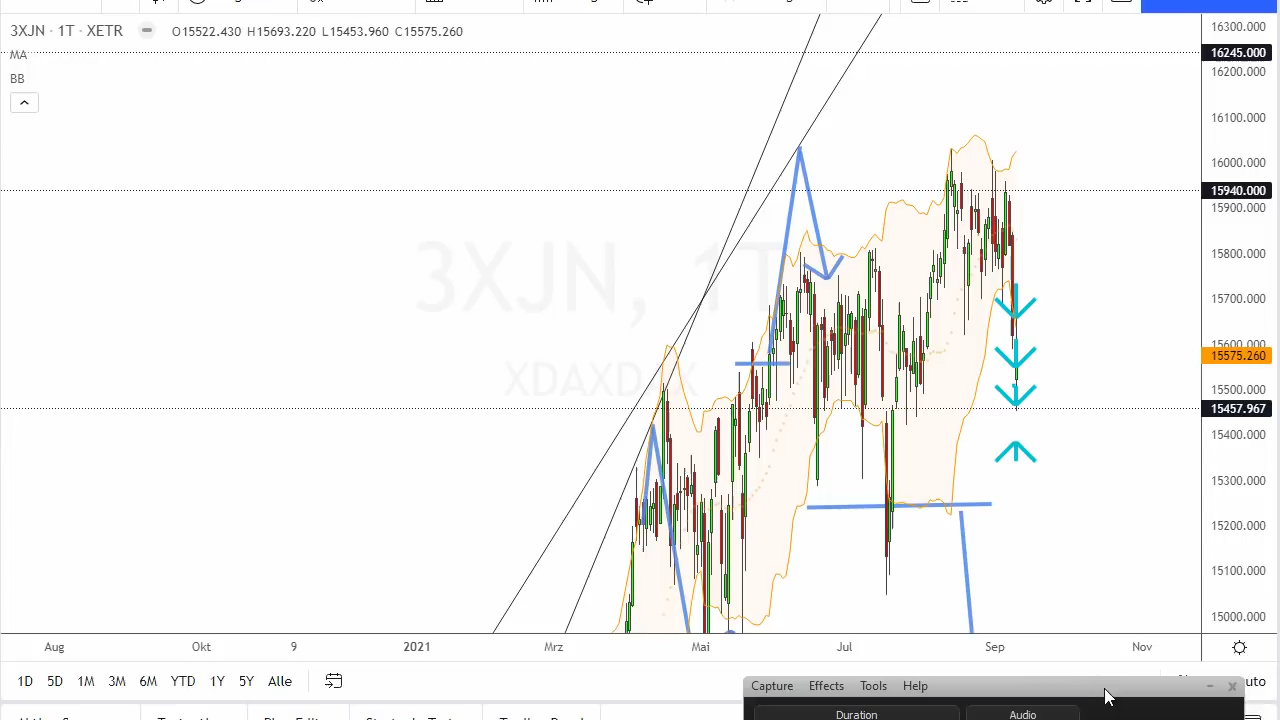 3XJN · 1T · XETR O15522.430 H15693.220 L15453.960 C15575.260
MA
BB
3XJN, 1T
16300.000
16245.000
16200.000
16100.000
16000.000
15940.000
15900.000
15800.000
15700.000
15600.000
15575.260
15500.000
15457.967
15400.000
15300.000
15200.000
15100.000
15000.000
Aug Okt 9 2021 Mrz Mai Jul Sep Nov
1D 5D 1M 3M 6M YTD 1Y 5Y Alle
Capture Effects Tools Help
Duration Audio